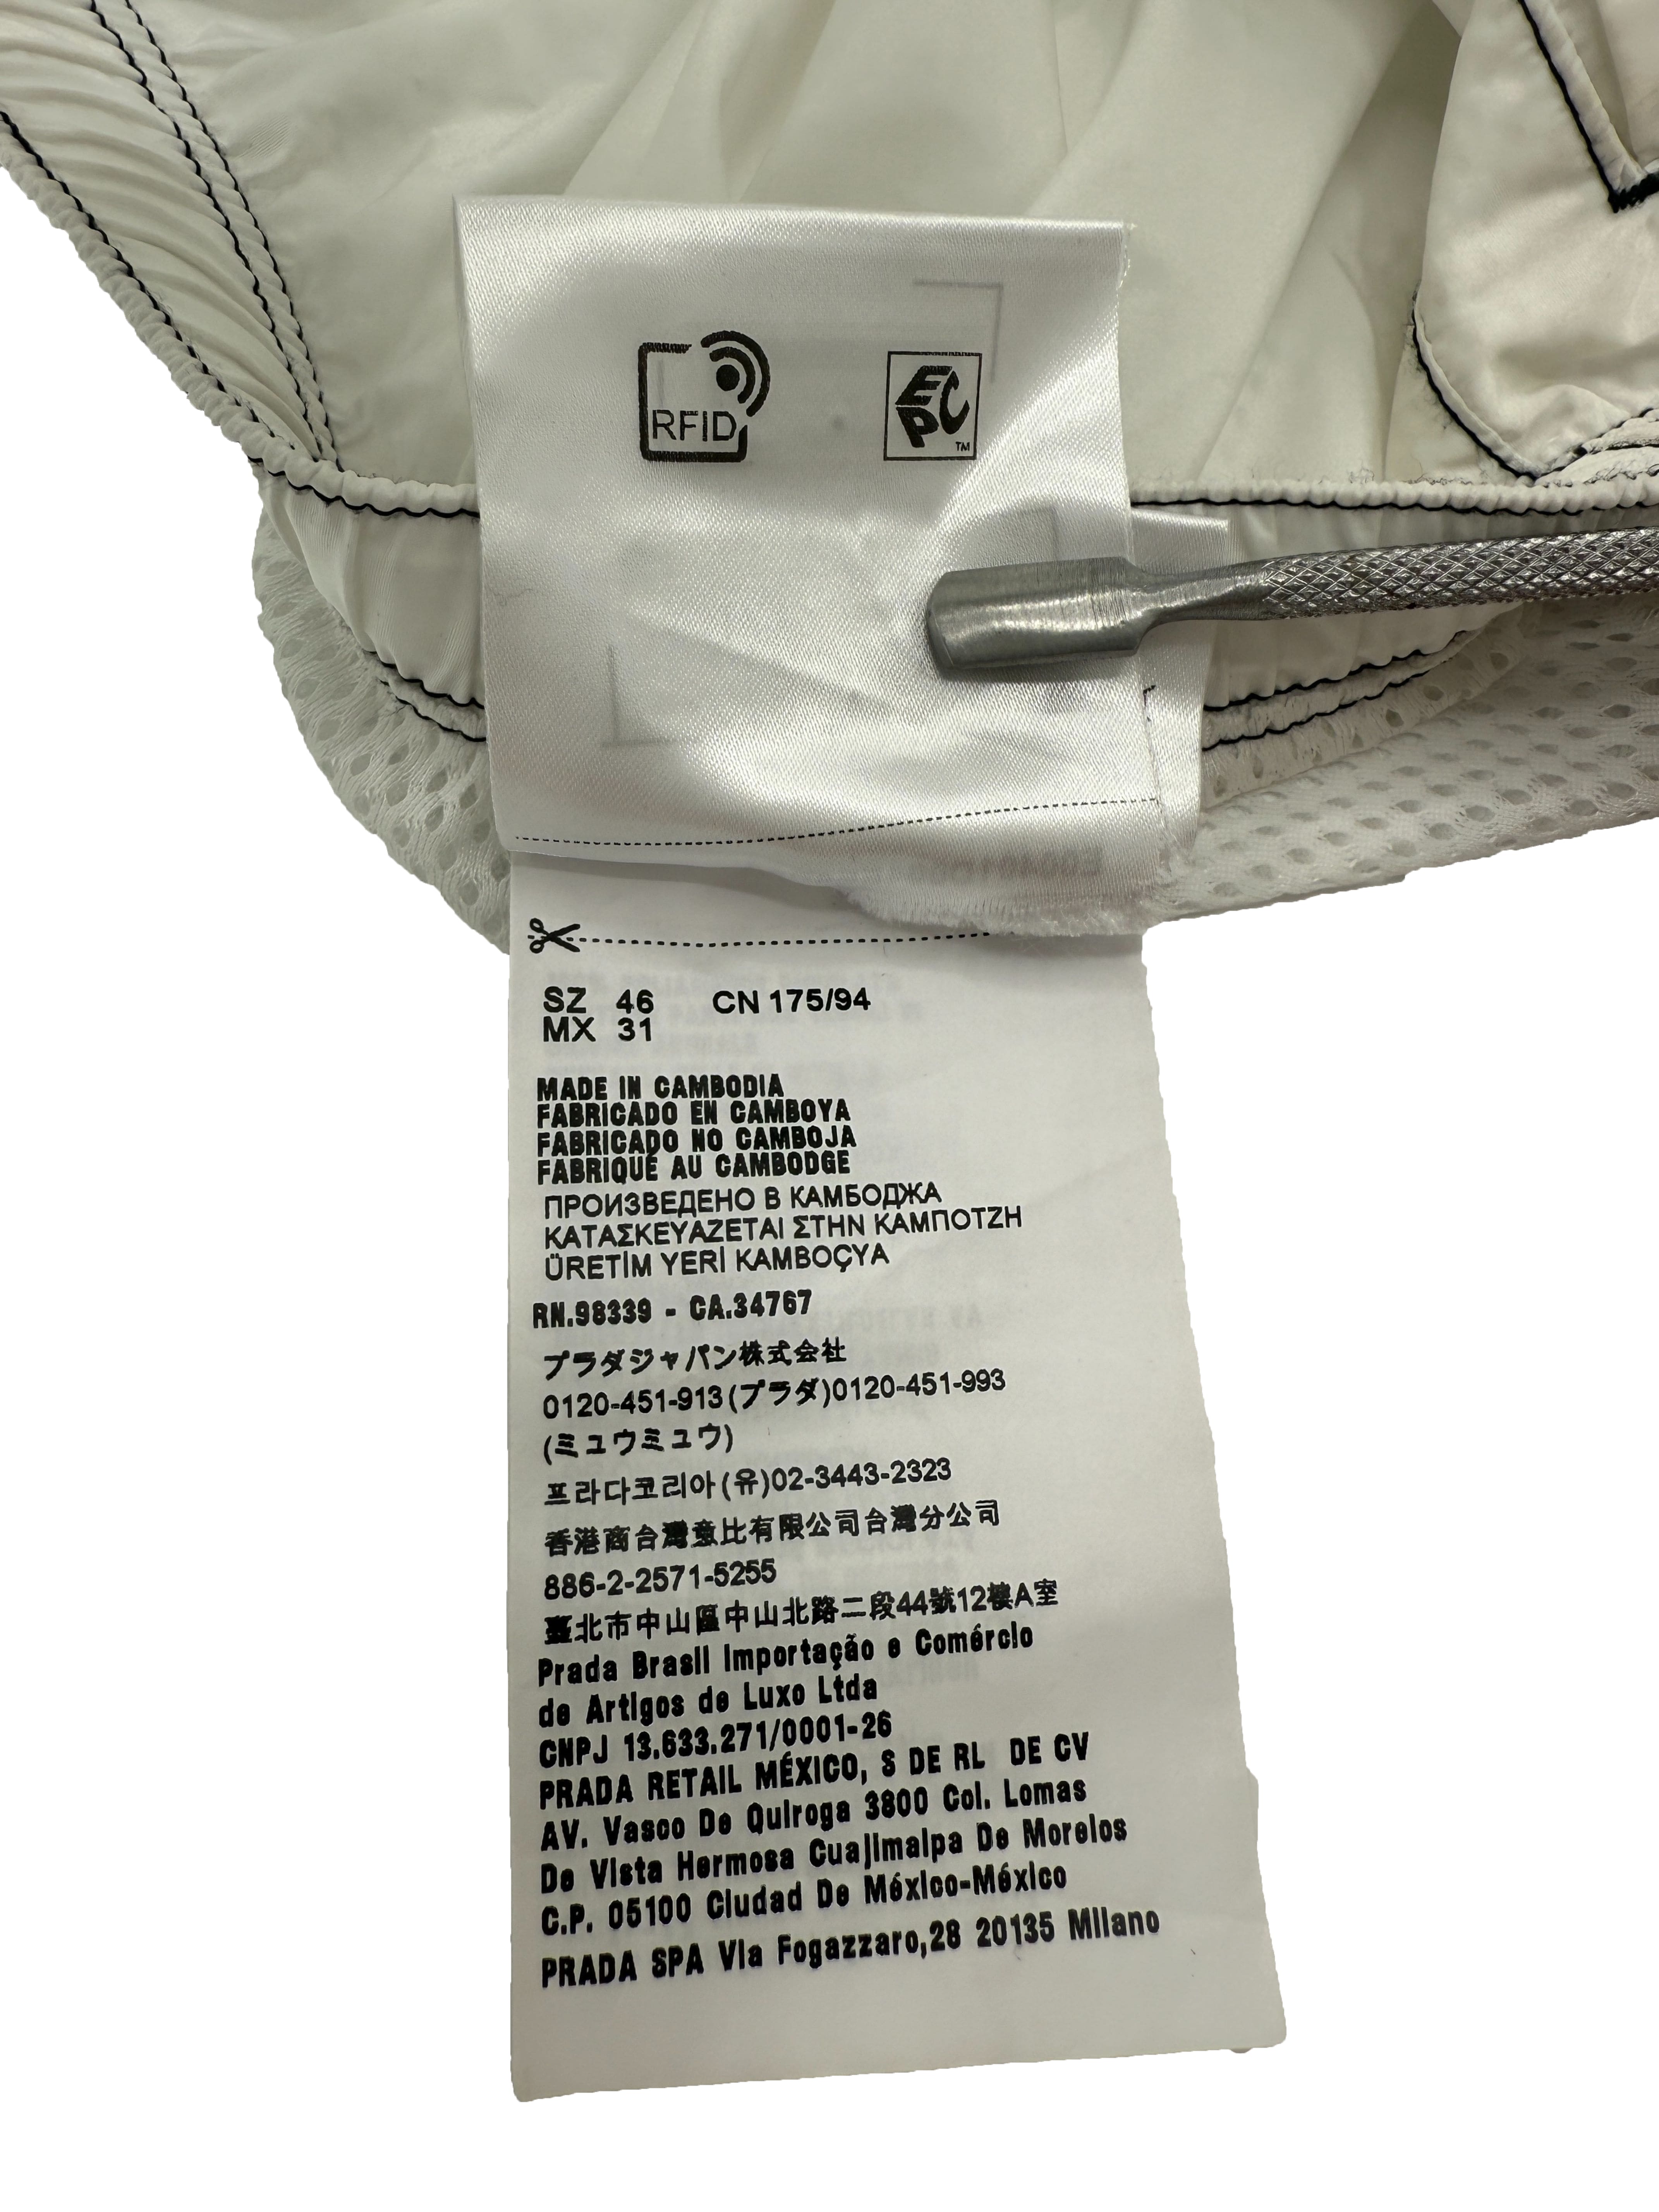 RFID
EPC
TM
SZ 46 CN 175/94
MX 31
MADE IN CAMBODIA
FABRICADO EN CAMBOYA
FABRICADO NO CAMBOJA
FABRIQUÉ AU CAMBODGE
ПРОИЗВЕДЕНО В КАМБОДЖА
ΚΑΤΑΣΚΕΥΑΖΕΤΑΙ ΣΤΗΝ ΚΑΜΠΟΤΖΗ
ÜRETİM YERİ KAMBOÇYA
RN.98339 - CA.34767
プラダジャパン株式会社
0120-451-913(プラダ)0120-451-993
(ミュウミュウ)
프라다코리아(유)02-3443-2323
香港商台灣意比有限公司台灣分公司
886-2-2571-5255
臺北市中山區中山北路二段44號12樓A室
Prada Brasil Importação e Comércio
de Artigos de Luxo Ltda
CNPJ 13.633.271/0001-26
PRADA RETAIL MÉXICO, S DE RL DE CV
AV. Vasco De Quiroga 3800 Col. Lomas
De Vista Hermosa Cuajimalpa De Morelos
C.P. 05100 Ciudad De México-México
PRADA SPA Via Fogazzaro,28 20135 Milano